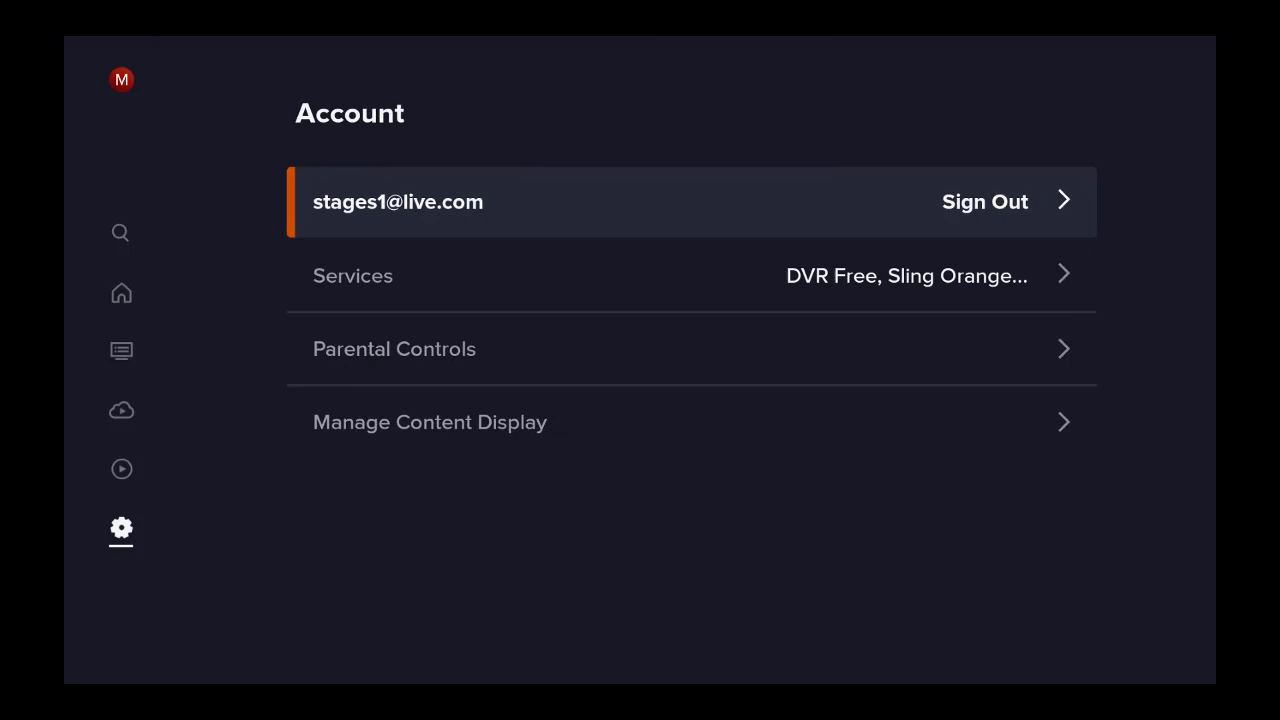 M
Account
stages1@live.com Sign Out
Services DVR Free, Sling Orange...
Parental Controls
Manage Content Display